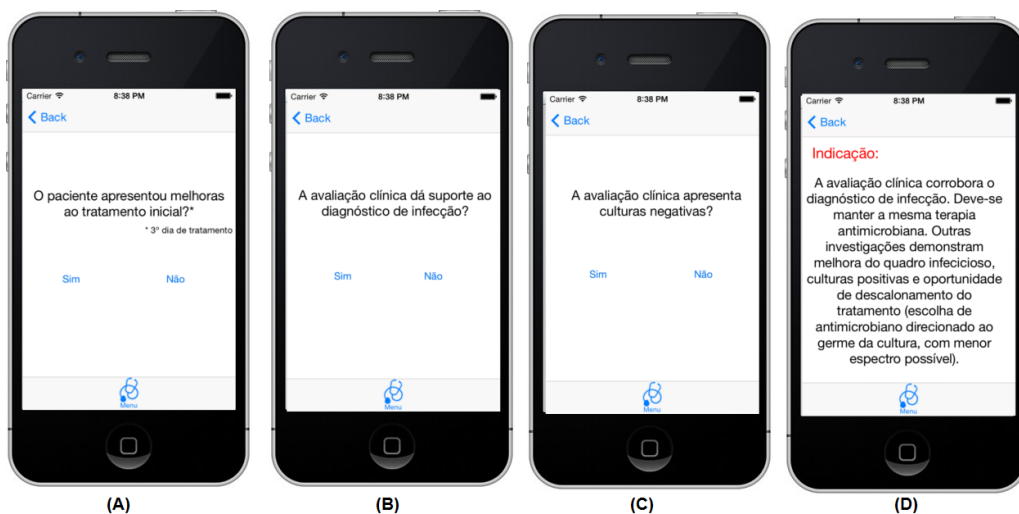 Carrier 8:38 PM
Back
O paciente apresentou melhoras
ao tratamento inicial?*
* 3º dia de tratamento
Sim Não
Menu
(A)
Carrier 8:38 PM
Back
A avaliação clínica dá suporte ao
diagnóstico de infecção?
Sim Não
Menu
(B)
Carrier 8:38 PM
Back
A avaliação clínica apresenta
culturas negativas?
Sim Não
Menu
(C)
Carrier 8:38 PM
Back
Indicação:
A avaliação clínica corrobora o
diagnóstico de infecção. Deve-se
manter a mesma terapia
antimicrobiana. Outras
investigações demonstram
melhora do quadro infecicioso,
culturas positivas e oportunidade
de descalonamento do
tratamento (escolha de
antimicrobiano direcionado ao
germe da cultura, com menor
espectro possível).
Menu
(D)